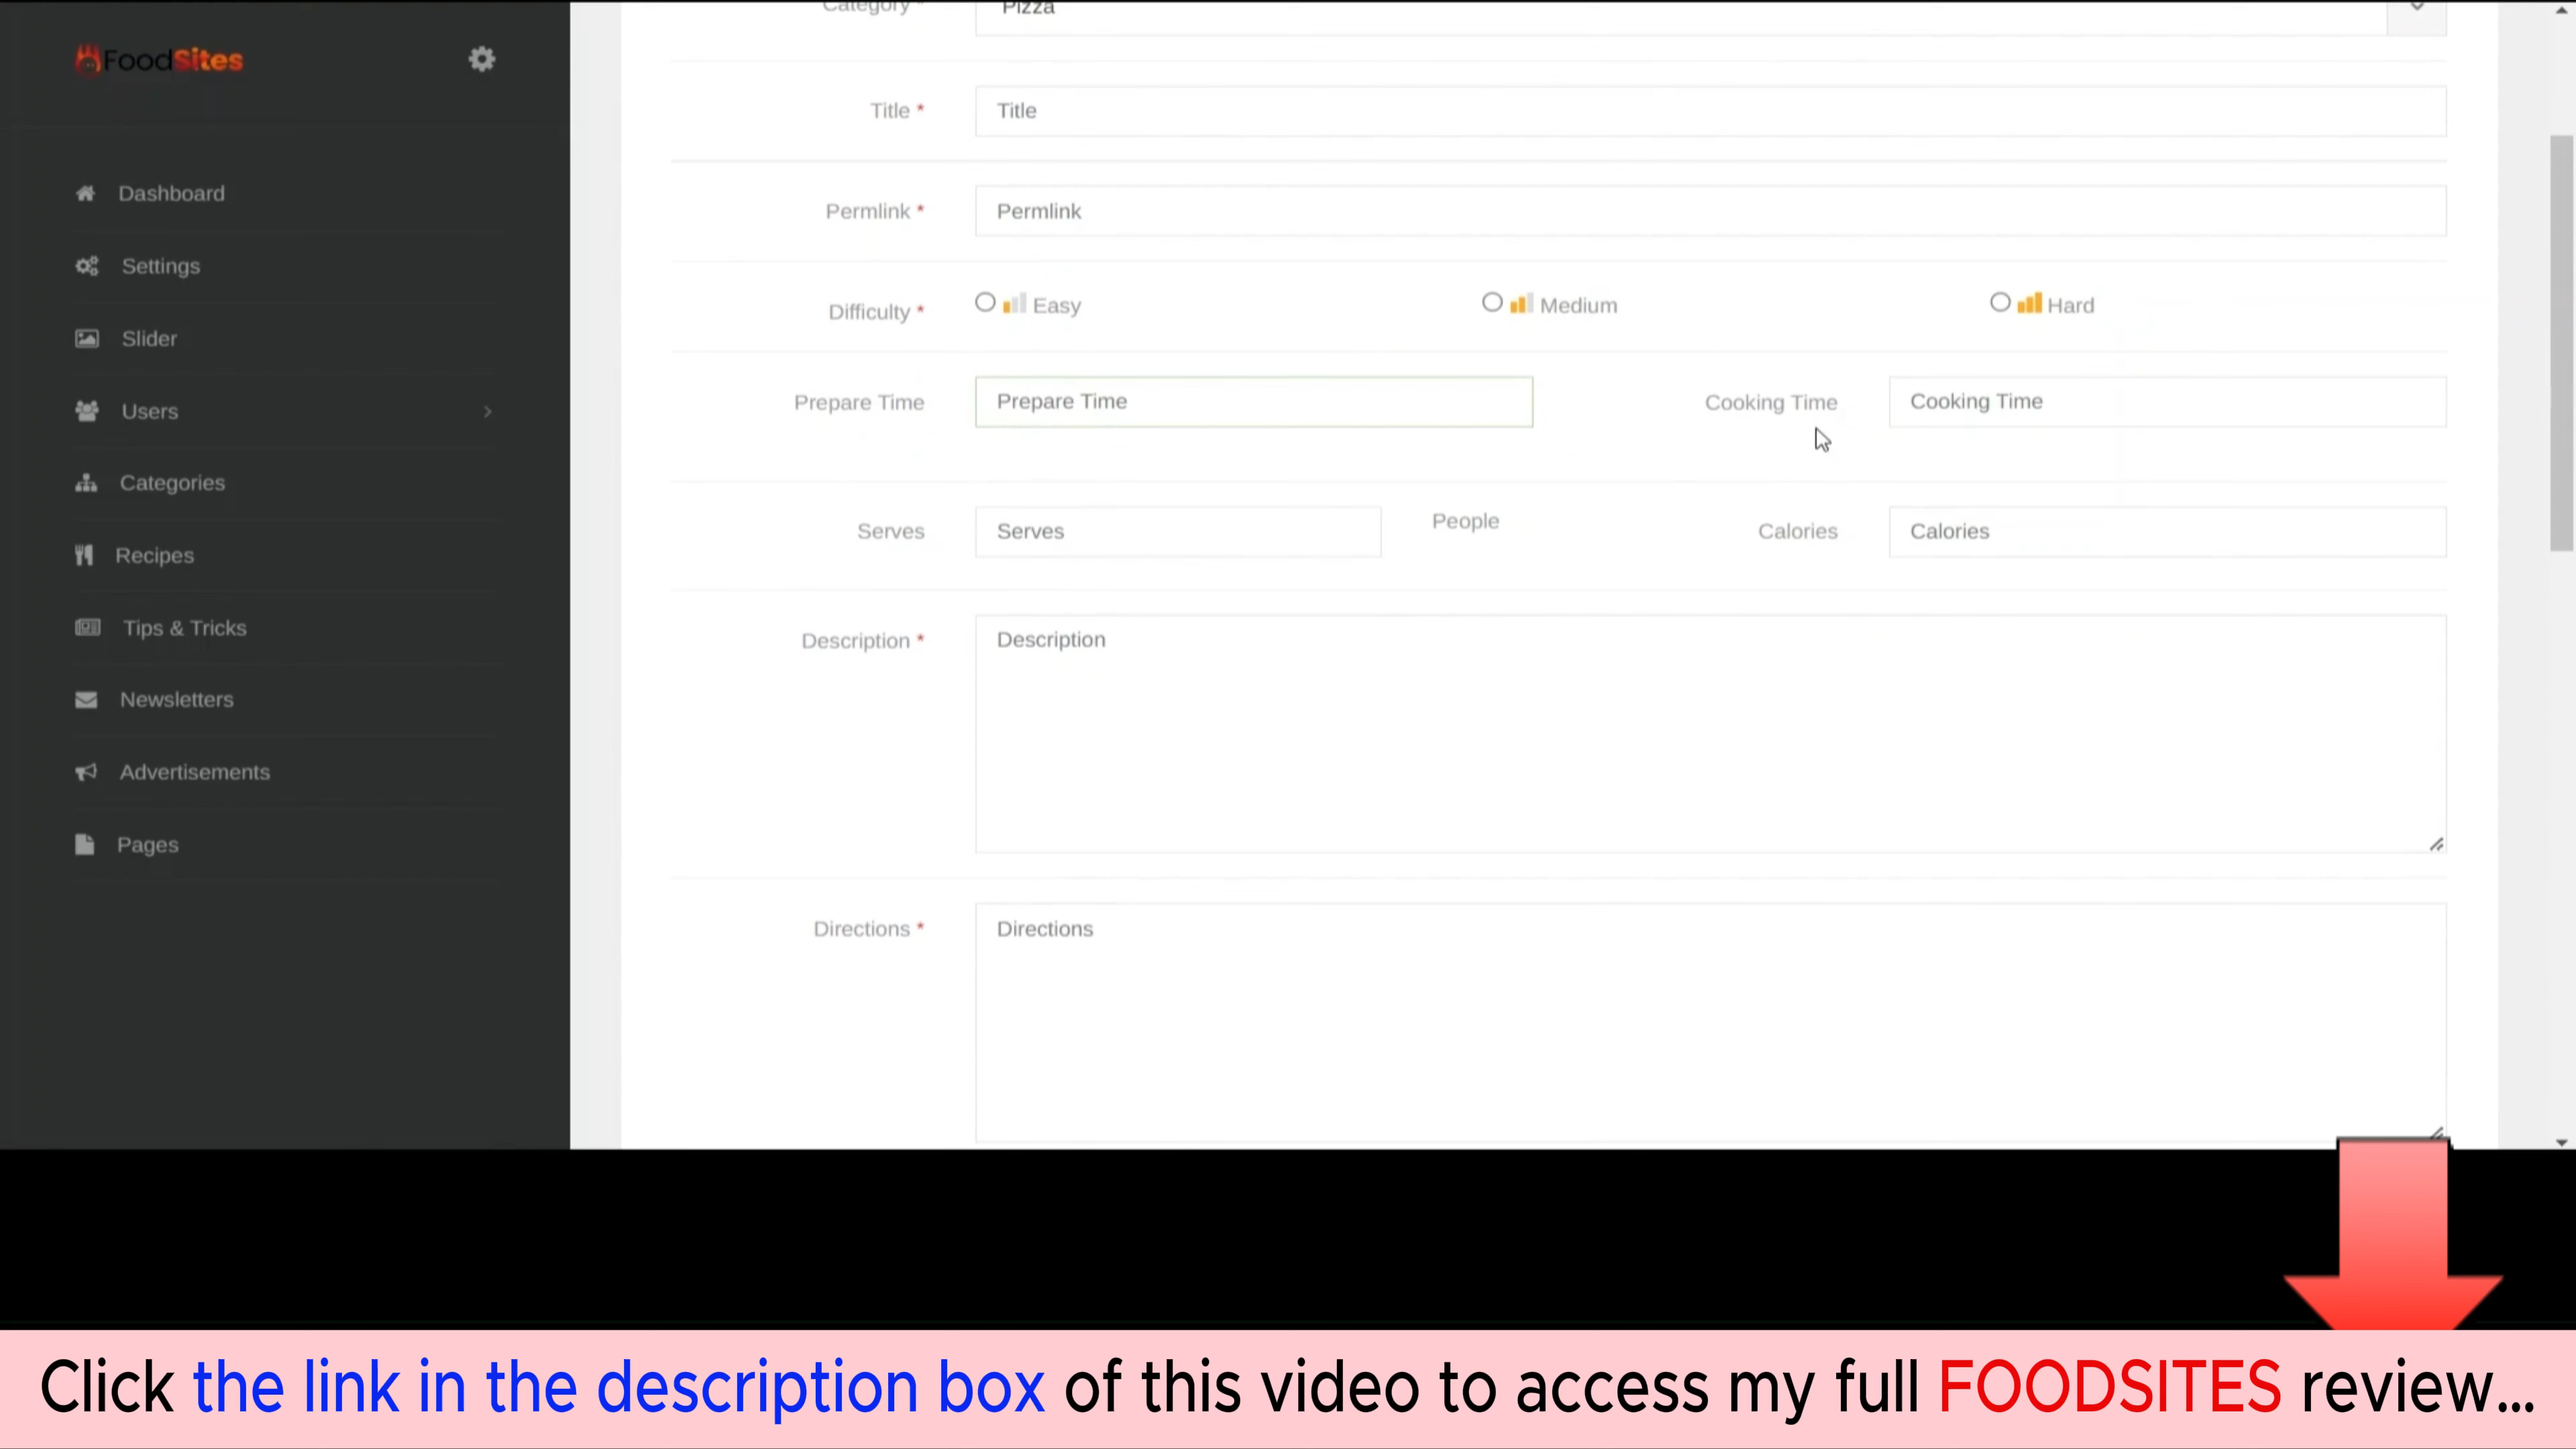 FoodSites
Dashboard
Settings
Slider
Users
Categories
Recipes
Tips & Tricks
Newsletters
Advertisements
Pages
Category * Pizza
Title * Title
Permlink * Permlink
Difficulty * Easy Medium Hard
Prepare Time Prepare Time Cooking Time Cooking Time
Serves Serves People Calories Calories
Description * Description
Directions * Directions
Click the link in the description box of this video to access my full FOODSITES review...